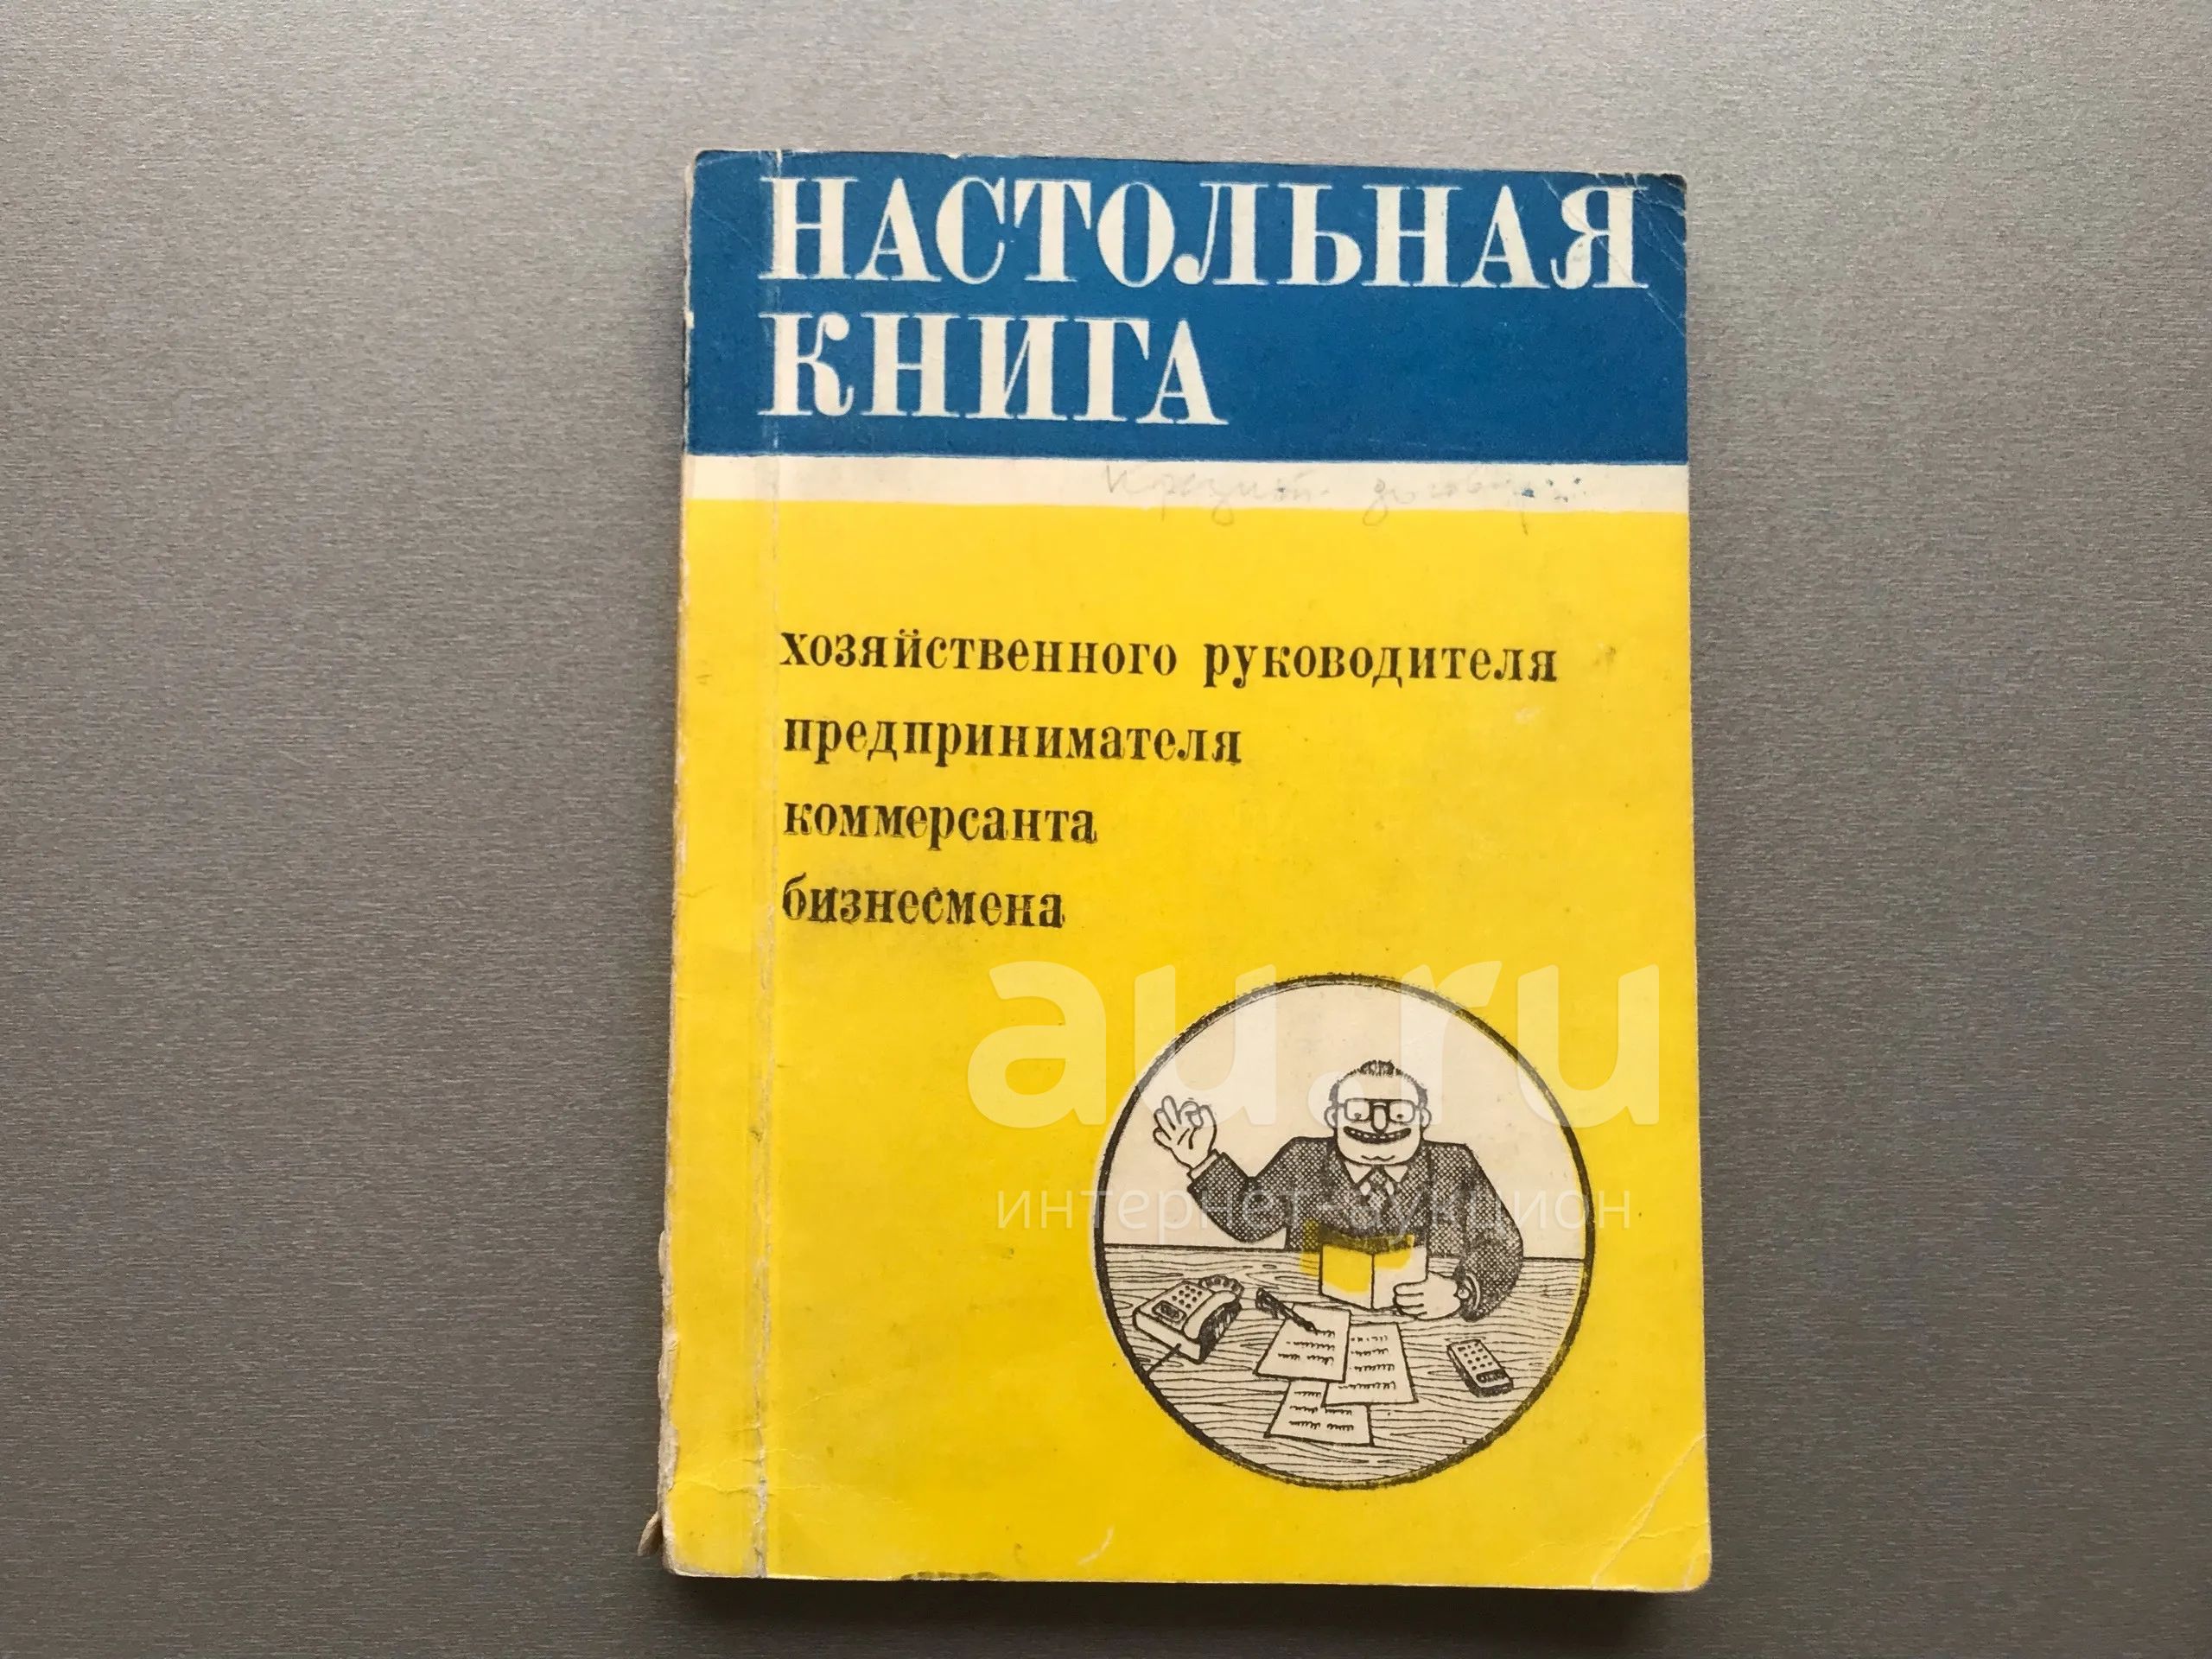 НАСТОЛЬНАЯ
КНИГА
хозяйственного руководителя
предпринимателя
коммерсанта
бизнесмена
au.ru
интернет-аукцион